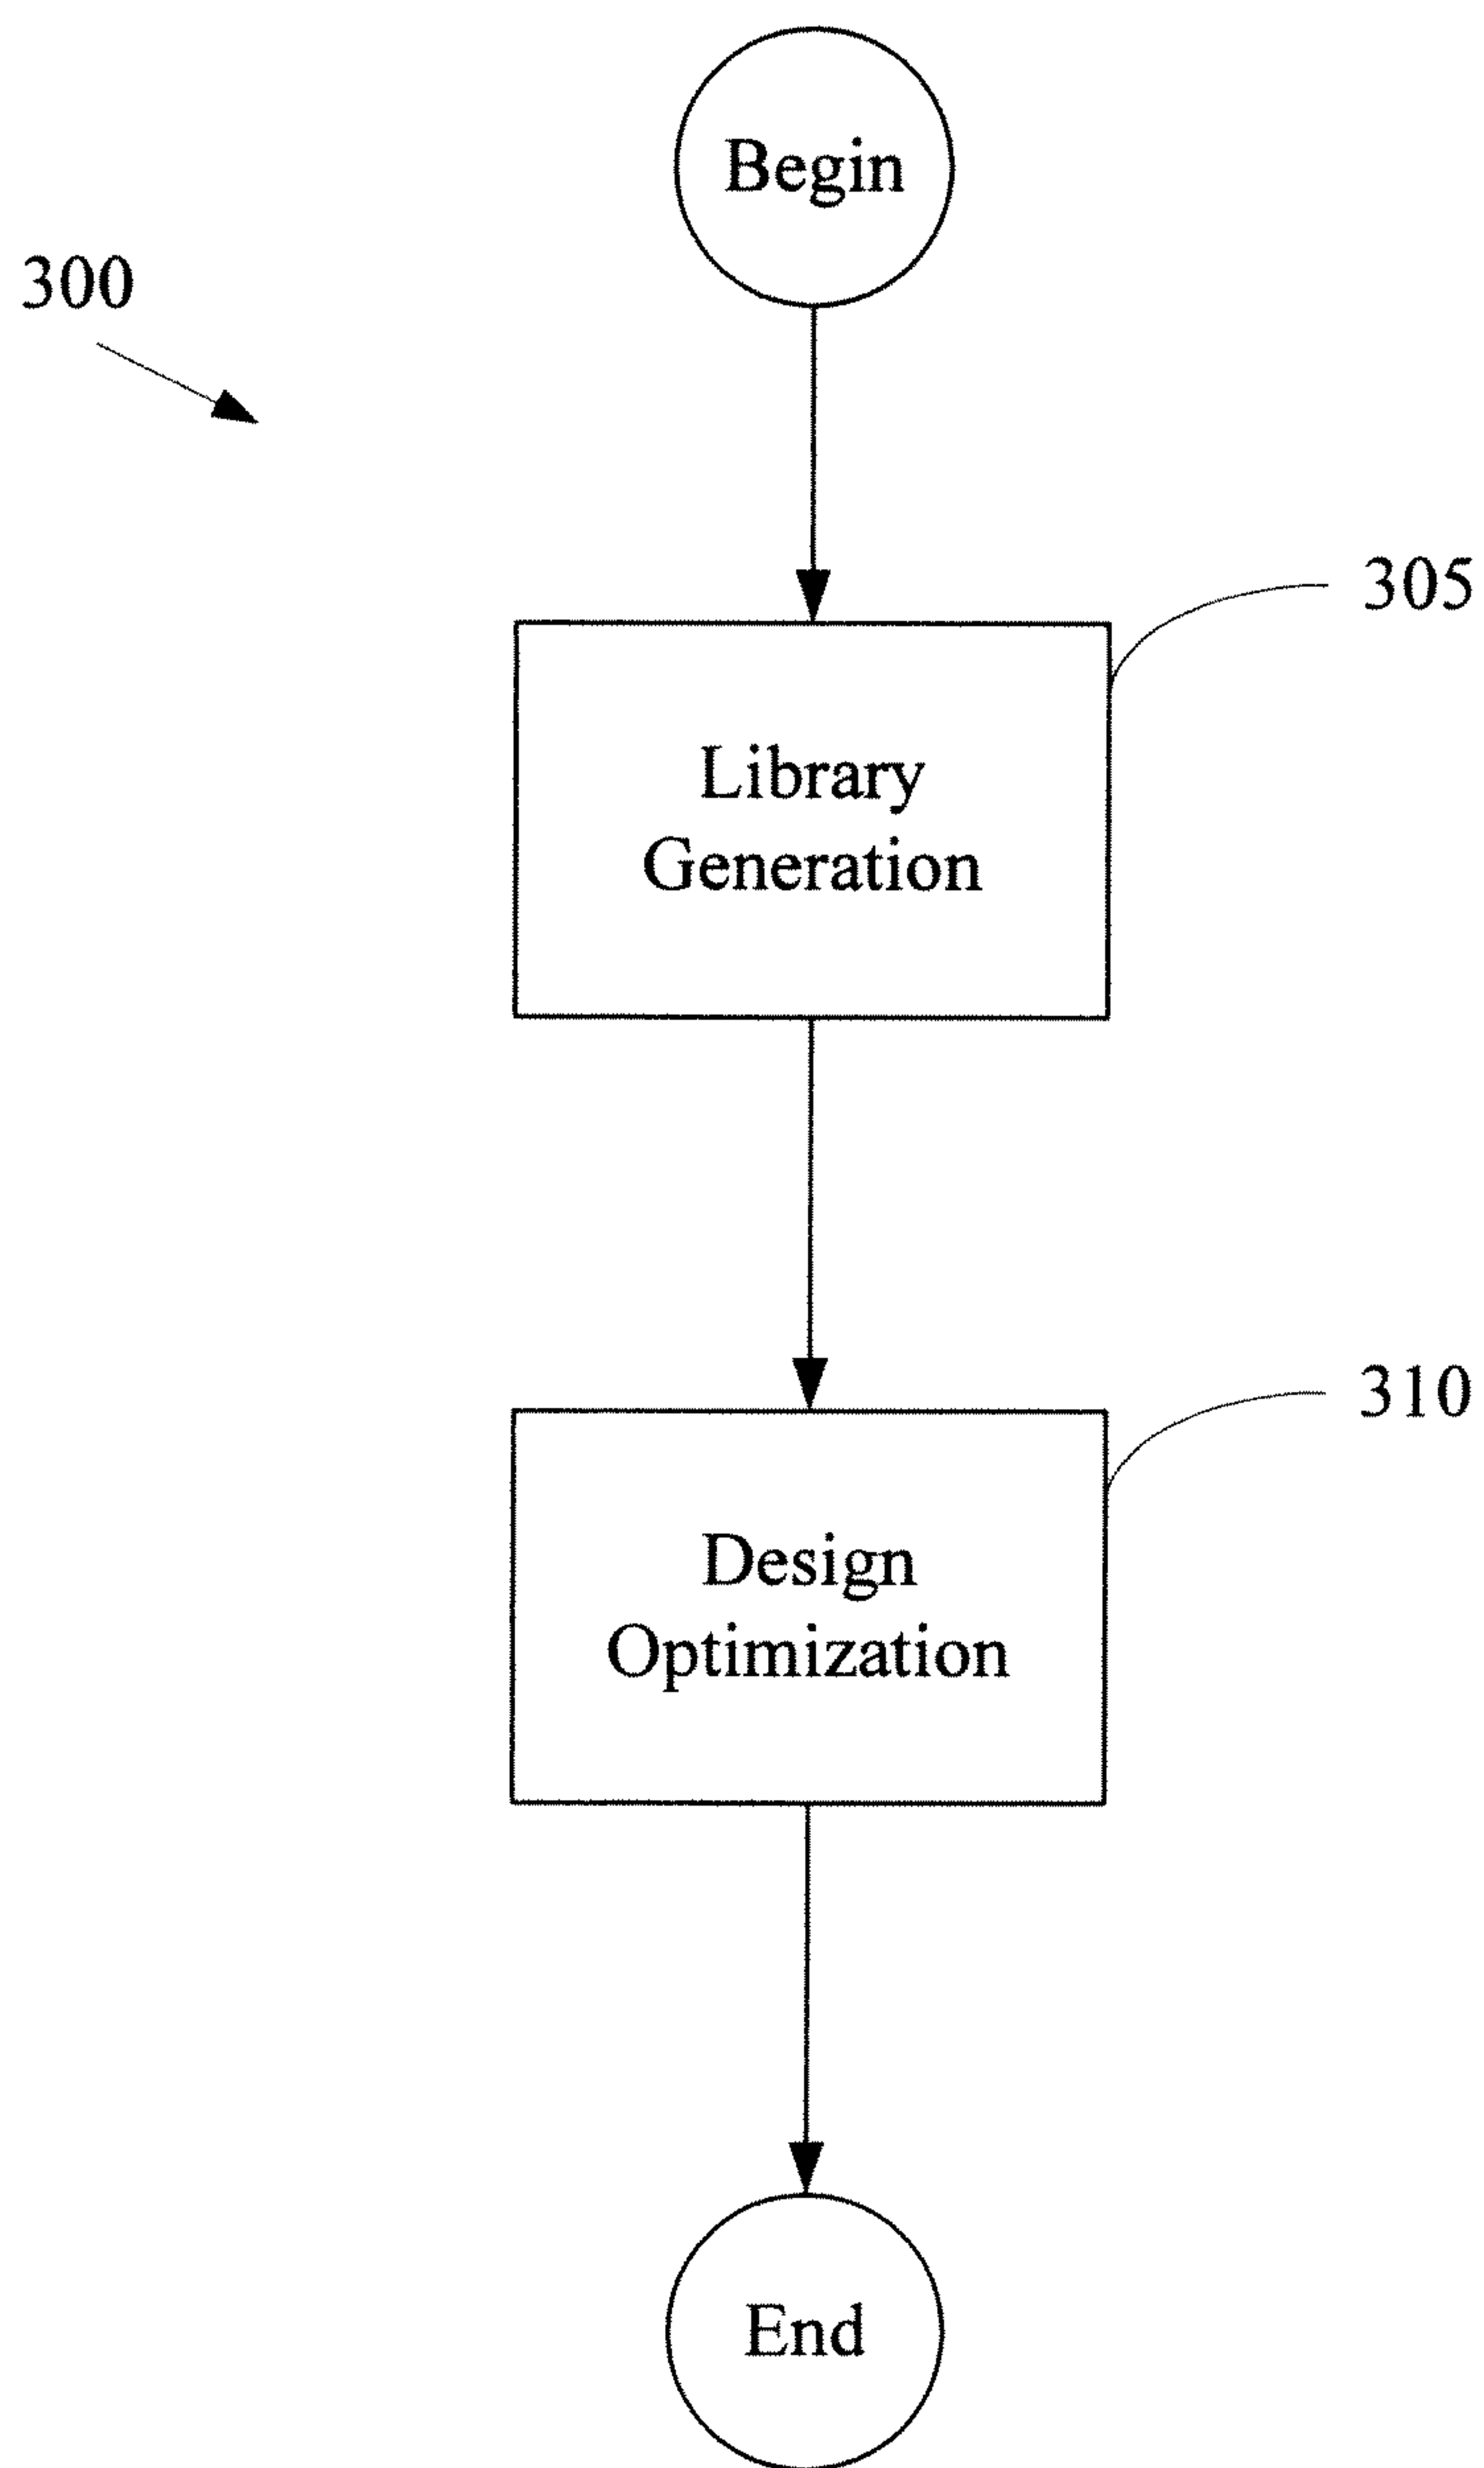 Begin
300
305
Library
Generation
310
Design
Optimization
End